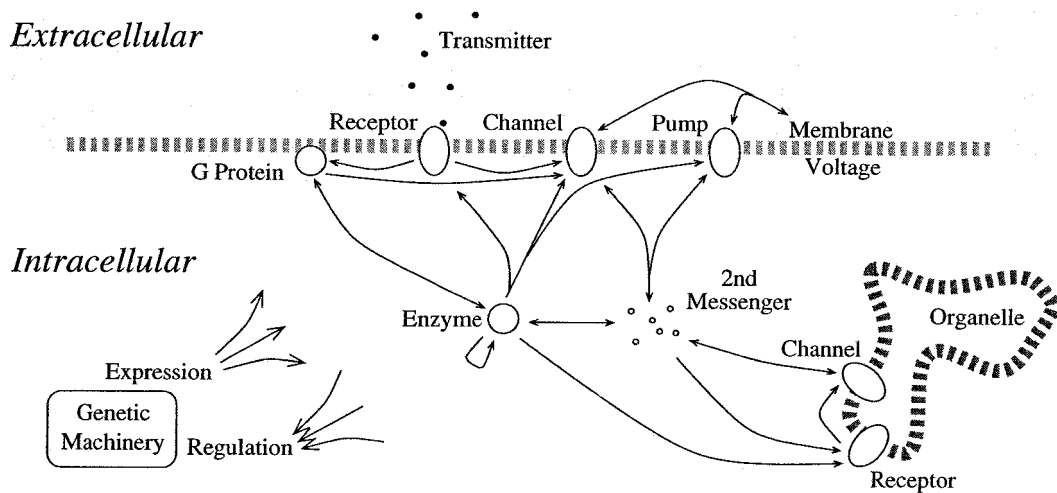 Extracellular
Transmitter
Receptor
Channel
Pump
Membrane
Voltage
G Protein
Intracellular
2nd
Messenger
Enzyme
Organelle
Channel
Expression
Genetic
Machinery
Regulation
Receptor